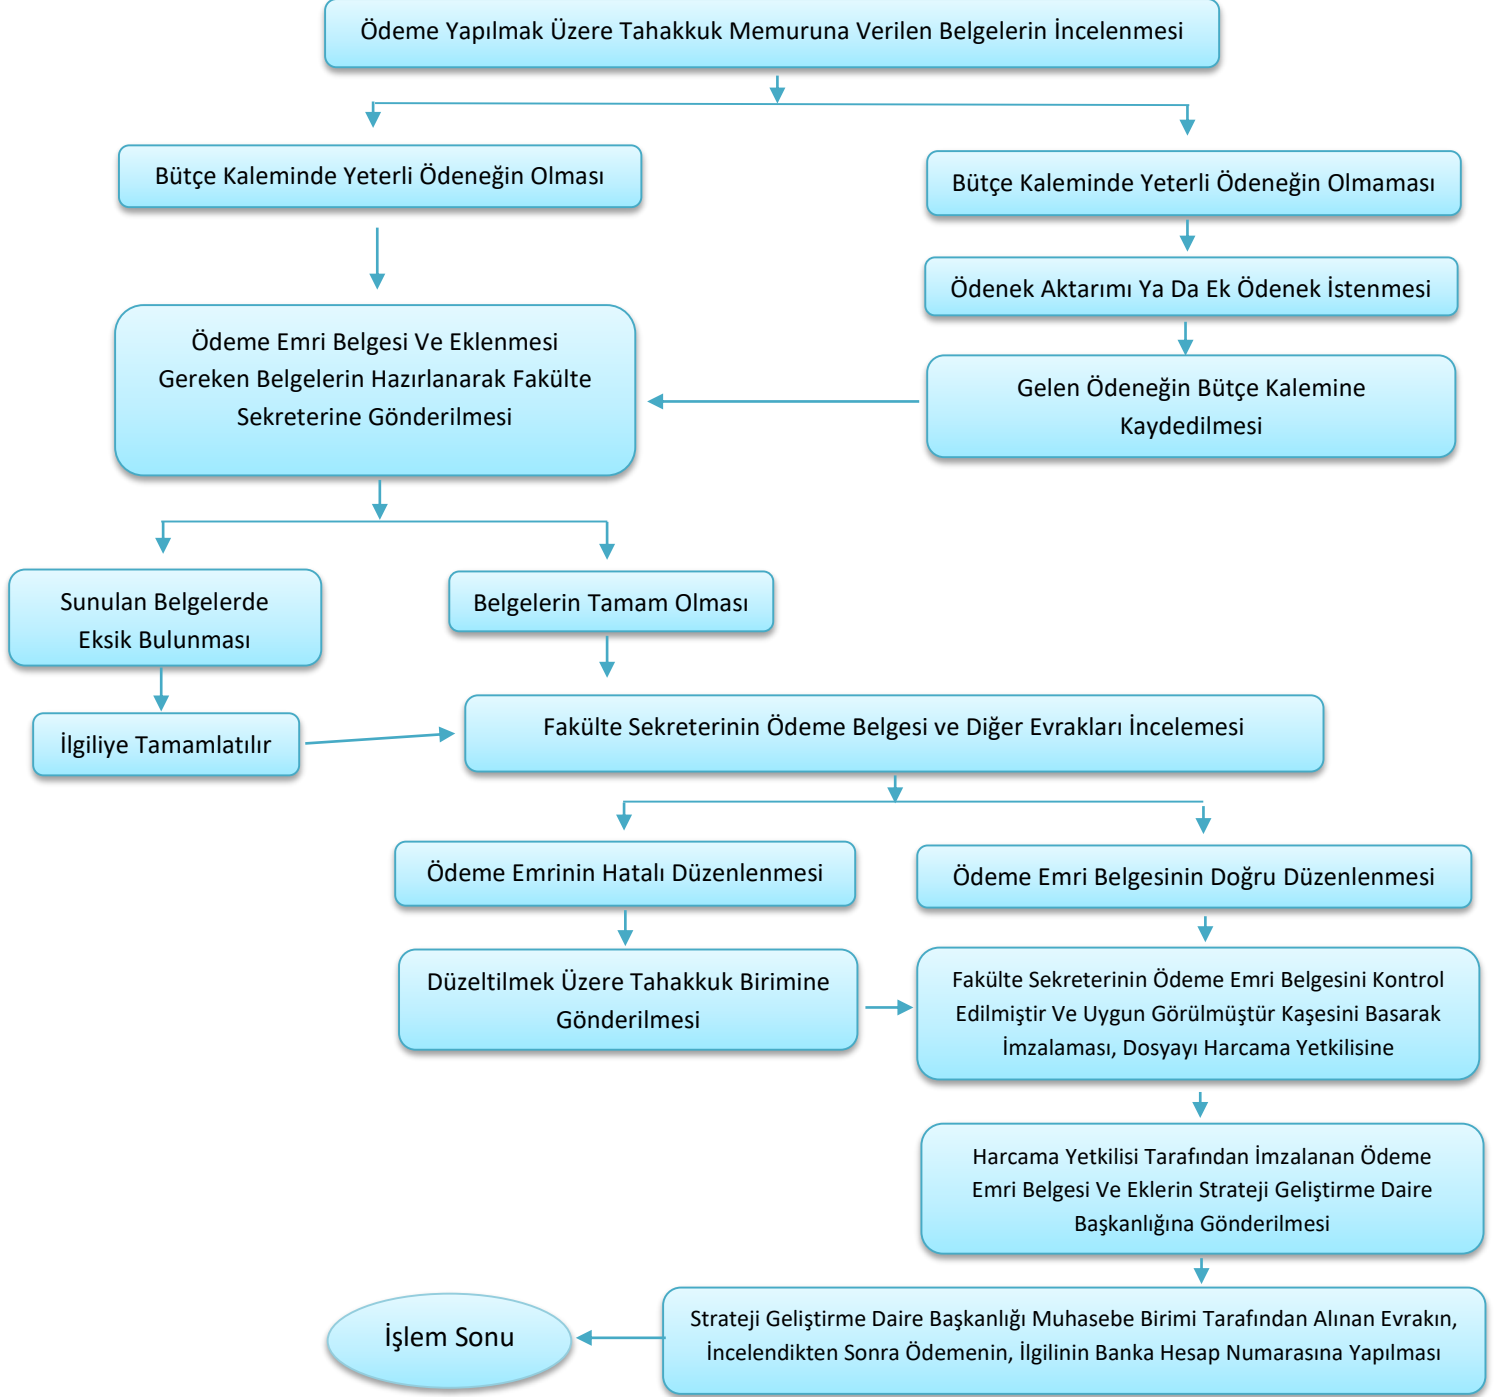 Ödeme Yapılmak Üzere Tahakkuk Memuruna Verilen Belgelerin İncelenmesi
Bütçe Kaleminde Yeterli Ödeneğin Olması
Bütçe Kaleminde Yeterli Ödeneğin Olmaması
Ödenek Aktarımı Ya Da Ek Ödenek İstenmesi
Ödeme Emri Belgesi Ve Eklenmesi
Gereken Belgelerin Hazırlanarak Fakülte
Sekreterine Gönderilmesi
Gelen Ödeneğin Bütçe Kalemine
Kaydedilmesi
Sunulan Belgelerde
Eksik Bulunması
Belgelerin Tamam Olması
İlgiliye Tamamlatılır
Fakülte Sekreterinin Ödeme Belgesi ve Diğer Evrakları İncelemesi
Ödeme Emrinin Hatalı Düzenlenmesi
Ödeme Emri Belgesinin Doğru Düzenlenmesi
Düzeltilmek Üzere Tahakkuk Birimine
Gönderilmesi
Fakülte Sekreterinin Ödeme Emri Belgesini Kontrol
Edilmiştir Ve Uygun Görülmüştür Kaşesini Basarak
İmzalaması, Dosyayı Harcama Yetkilisine
Harcama Yetkilisi Tarafından İmzalanan Ödeme
Emri Belgesi Ve Eklerin Strateji Geliştirme Daire
Başkanlığına Gönderilmesi
Strateji Geliştirme Daire Başkanlığı Muhasebe Birimi Tarafından Alınan Evrakın,
İncelendikten Sonra Ödemenin, İlgilinin Banka Hesap Numarasına Yapılması
İşlem Sonu